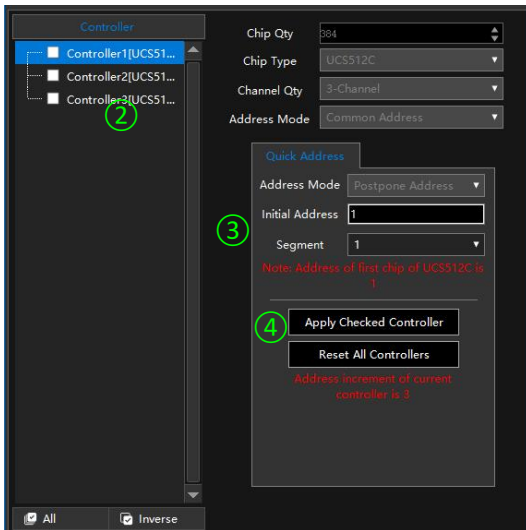 Controller
Controller1[UCS51...
Controller2[UCS51...
Controller3[UCS51...
②
All
Inverse
Chip Qty 384
Chip Type UCS512C
Channel Qty 3-Channel
Address Mode Common Address
Quick Address
Address Mode Postpone Address
③
Initial Address 1
Segment 1
Note: Address of first chip of UCS512C is
1
④
Apply Checked Controller
Reset All Controllers
Address increment of current
controller is 3